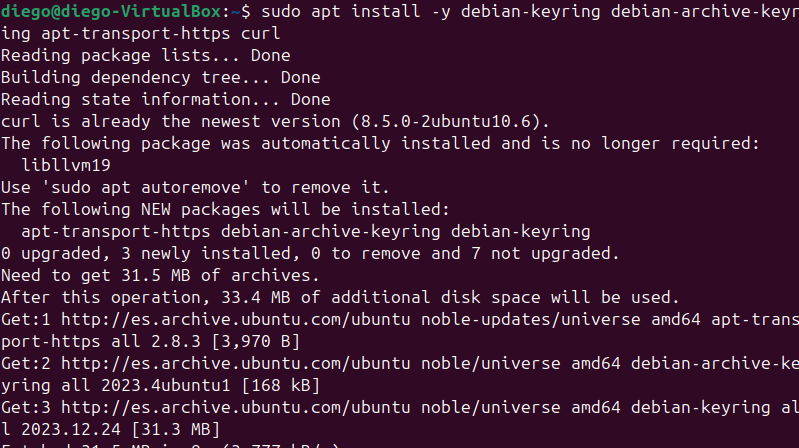 diego@diego-VirtualBox:~$ sudo apt install -y debian-keyring debian-archive-keyr
ing apt-transport-https curl
Reading package lists... Done
Building dependency tree... Done
Reading state information... Done
curl is already the newest version (8.5.0-2ubuntu10.6).
The following package was automatically installed and is no longer required:
  libllvm19
Use 'sudo apt autoremove' to remove it.
The following NEW packages will be installed:
  apt-transport-https debian-archive-keyring debian-keyring
0 upgraded, 3 newly installed, 0 to remove and 7 not upgraded.
Need to get 31.5 MB of archives.
After this operation, 33.4 MB of additional disk space will be used.
Get:1 http://es.archive.ubuntu.com/ubuntu noble-updates/universe amd64 apt-trans
port-https all 2.8.3 [3,970 B]
Get:2 http://es.archive.ubuntu.com/ubuntu noble/universe amd64 debian-archive-ke
yring all 2023.4ubuntu1 [168 kB]
Get:3 http://es.archive.ubuntu.com/ubuntu noble/universe amd64 debian-keyring al
l 2023.12.24 [31.3 MB]